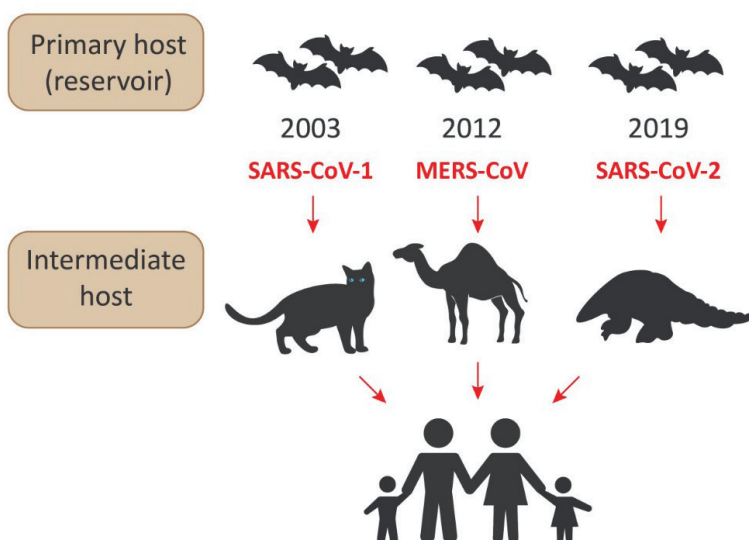 Primary host
(reservoir)
2003
2012
2019
SARS-CoV-1
MERS-CoV
SARS-CoV-2
Intermediate
host